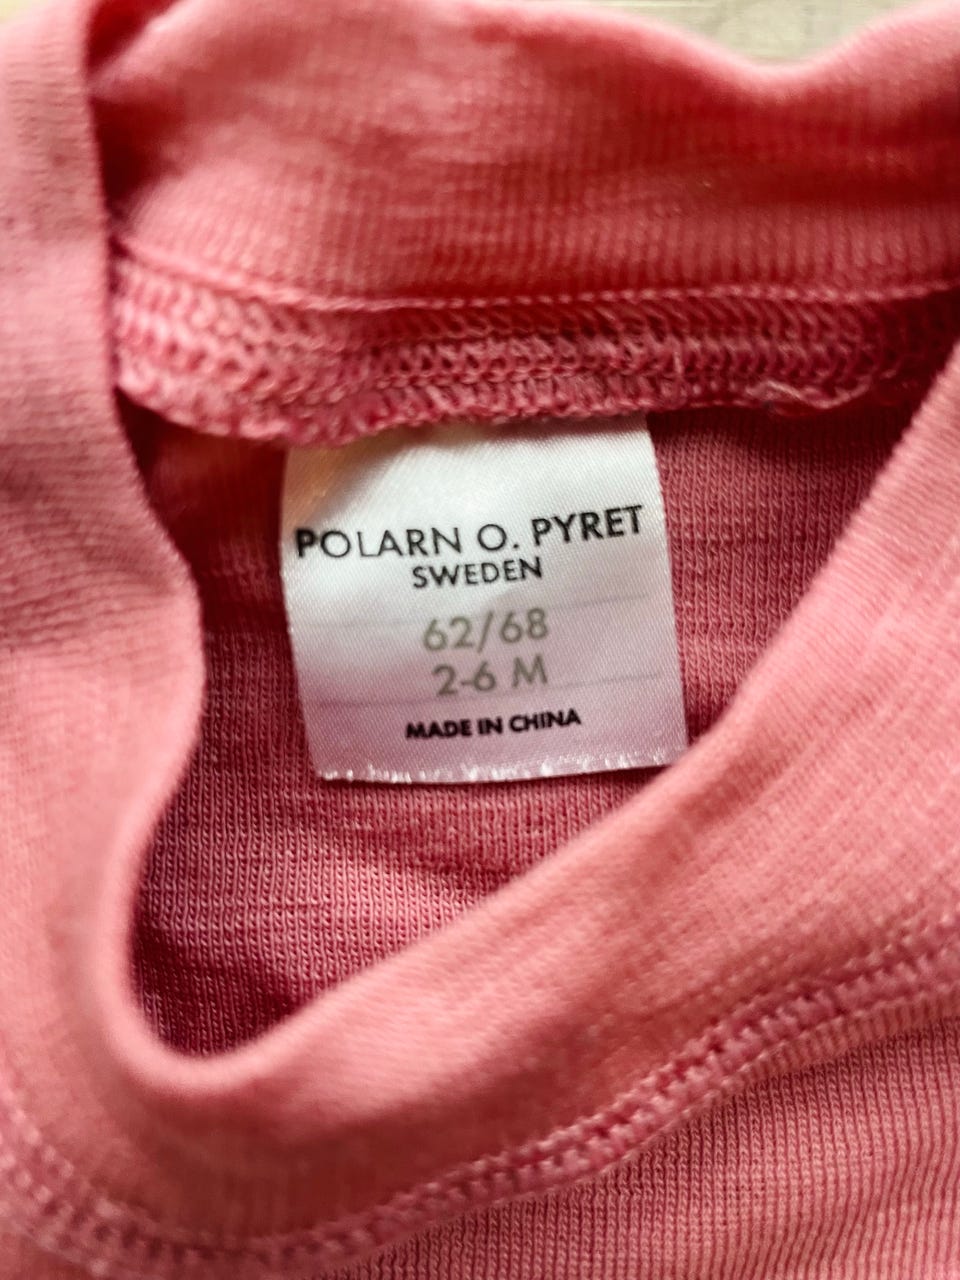 POLARN O. PYRET
SWEDEN
62/68
2-6 M
MADE IN CHINA